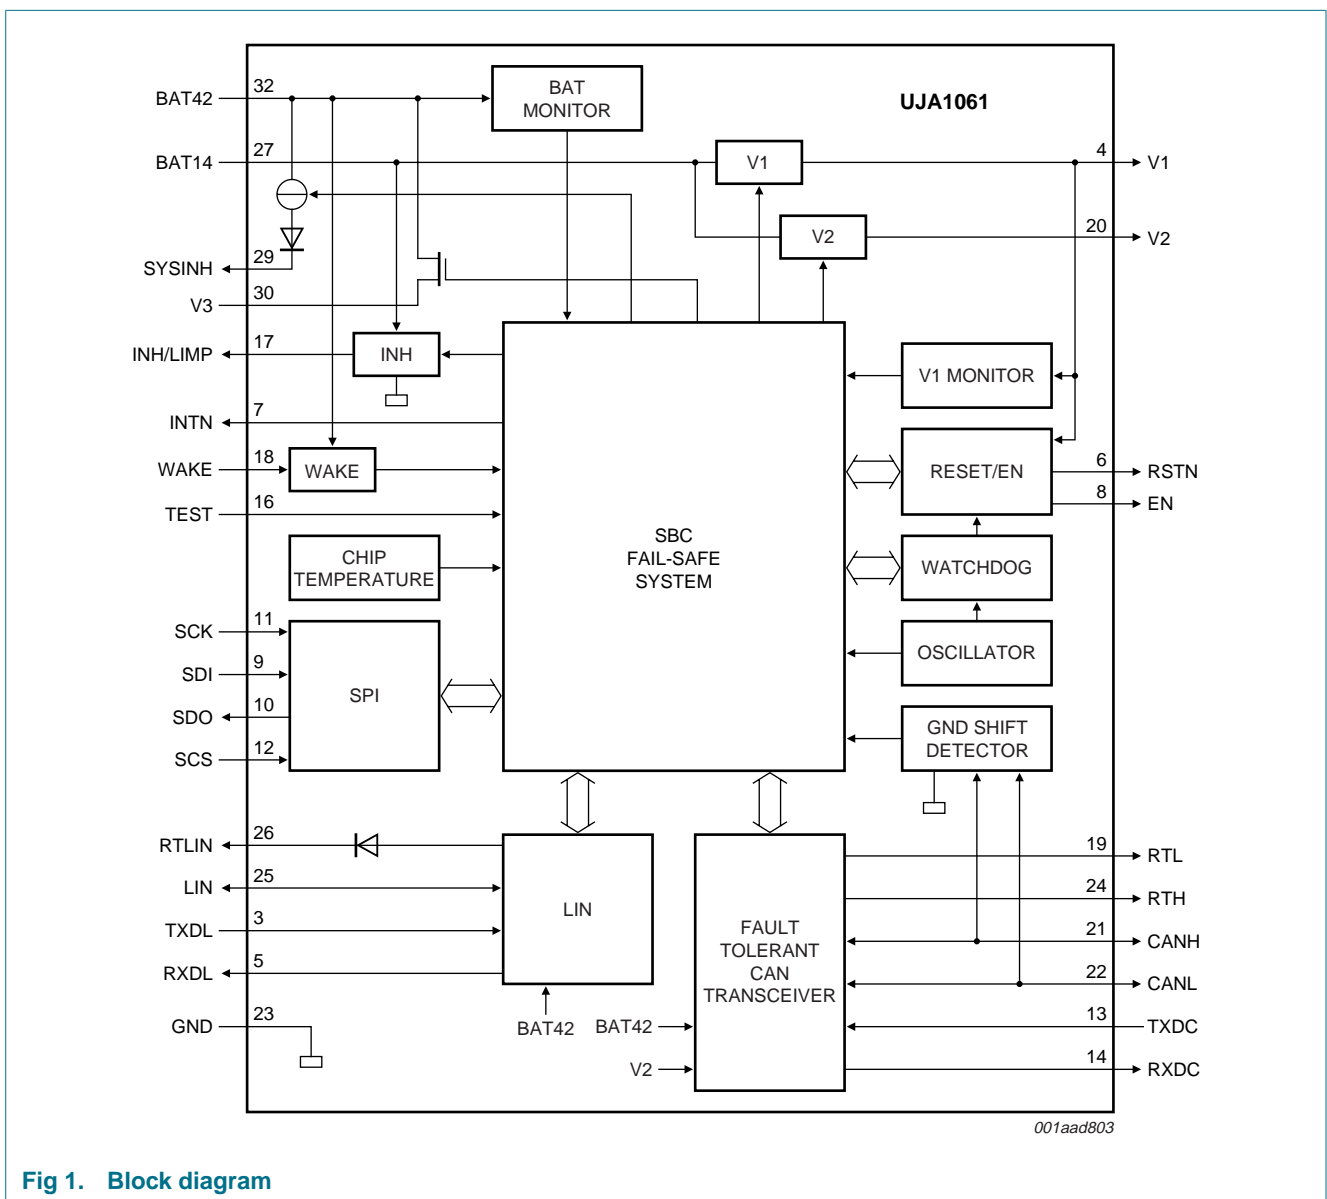 UJA1061
BAT42
32
BAT
MONITOR
BAT14
27
V1
4
V1
V2
20
V2
SYSINH
29
V3
30
INH/LIMP
17
INH
V1 MONITOR
INTN
7
WAKE
18
WAKE
RESET/EN
6
RSTN
8
EN
TEST
16
SBC
FAIL-SAFE
SYSTEM
CHIP
TEMPERATURE
WATCHDOG
SCK
11
OSCILLATOR
SDI
9
SPI
SDO
10
SCS
12
GND SHIFT
DETECTOR
RTLIN
26
LIN
25
LIN
TXDL
3
RXDL
5
GND
23
BAT42
BAT42
V2
FAULT
TOLERANT
CAN
TRANSCEIVER
19
RTL
24
RTH
21
CANH
22
CANL
13
TXDC
14
RXDC
001aad803
Fig 1. Block diagram